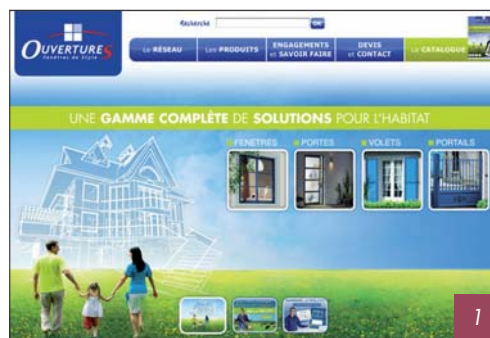 Recherche OK
OUVERTURES
Fenêtres de Style
Le RÉSEAU
Les PRODUITS
ENGAGEMENTS
et SAVOIR FAIRE
DEVIS
et CONTACT
Le CATALOGUE
UNE GAMME COMPLÈTE DE SOLUTIONS POUR L'HABITAT
FENETRES PORTES VOLETS PORTAILS
1